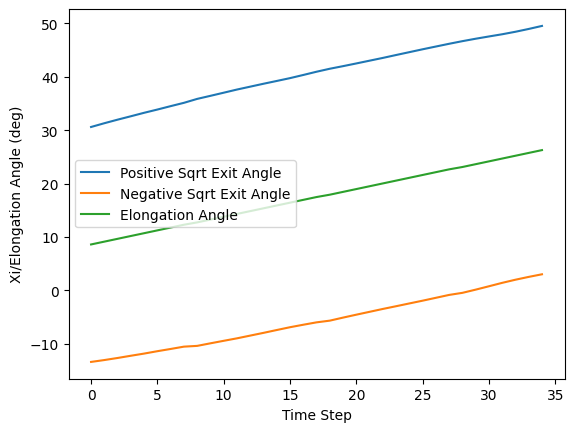 50
40
30
20
10
0
−10
Xi/Elongation Angle (deg)
Positive Sqrt Exit Angle
Negative Sqrt Exit Angle
Elongation Angle
0 5 10 15 20 25 30 35
Time Step